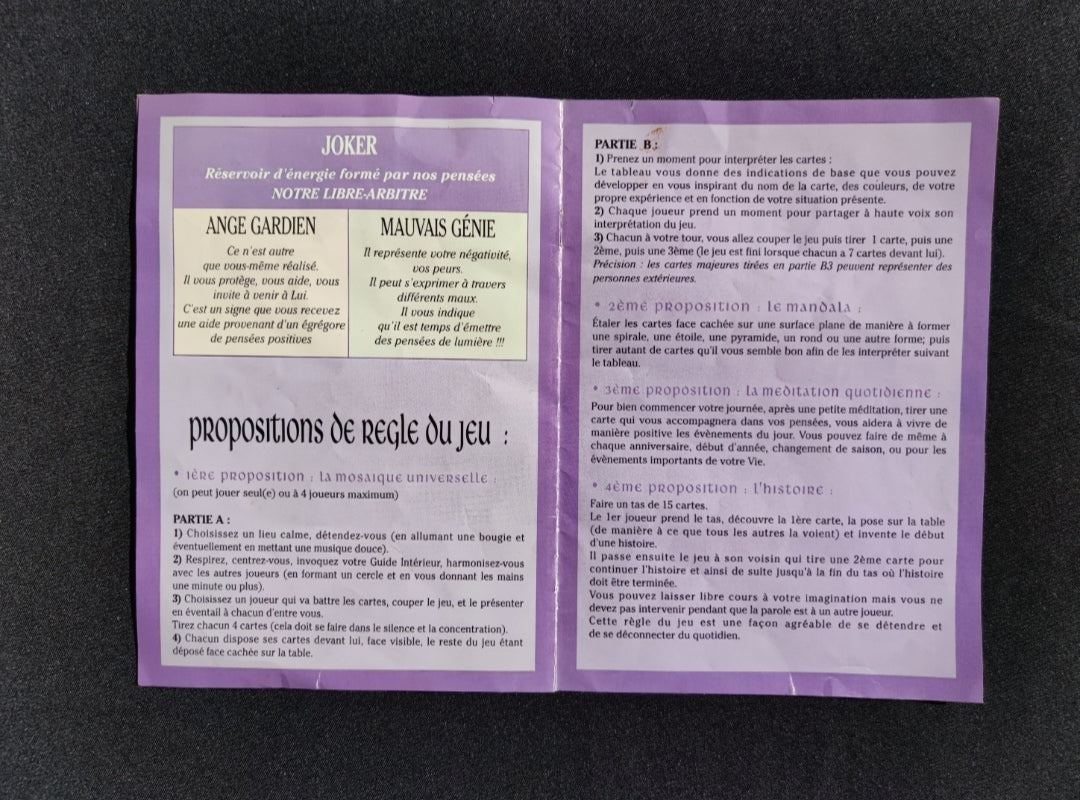 JOKER
Réservoir d'énergie formé par nos pensées
NOTRE LIBRE-ARBITRE
ANGE GARDIEN
Ce n'est autre
que vous-même réalisé.
Il vous protège, vous aide, vous
invite à venir à Lui.
C'est un signe que vous recevez
une aide provenant d'un égrégore
de pensées positives
MAUVAIS GÉNIE
Il représente votre négativité,
vos peurs.
Il peut s'exprimer à travers
différents maux.
Il vous indique
qu'il est temps d'émettre
des pensées de lumière !!!
PROPOSITIONS DE REGLE DU JEU :
• 1ÈRE PROPOSITION : LA MOSAIQUE UNIVERSELLE :
(on peut jouer seul(e) ou à 4 joueurs maximum)
PARTIE A :
1) Choisissez un lieu calme, détendez-vous (en allumant une bougie et
éventuellement en mettant une musique douce).
2) Respirez, centrez-vous, invoquez votre Guide Intérieur, harmonisez-vous
avec les autres joueurs (en formant un cercle et en vous donnant les mains
une minute ou plus).
3) Choisissez un joueur qui va battre les cartes, couper le jeu, et le présenter
en éventail à chacun d'entre vous.
Tirez chacun 4 cartes (cela doit se faire dans le silence et la concentration).
4) Chacun dispose ses cartes devant lui, face visible, le reste du jeu étant
déposé face cachée sur la table.
PARTIE B :
1) Prenez un moment pour interpréter les cartes :
Le tableau vous donne des indications de base que vous pouvez
développer en vous inspirant du nom de la carte, des couleurs, de votre
propre expérience et en fonction de votre situation présente.
2) Chaque joueur prend un moment pour partager à haute voix son
interprétation du jeu.
3) Chacun à votre tour, vous allez couper le jeu puis tirer 1 carte, puis une
2ème, puis une 3ème (le jeu est fini lorsque chacun a 7 cartes devant lui).
Précision : les cartes majeures tirées en partie B3 peuvent représenter des
personnes extérieures.
• 2ÈME PROPOSITION : LE MANDALA :
Étaler les cartes face cachée sur une surface plane de manière à former
une spirale, une étoile, une pyramide, un rond ou une autre forme; puis
tirer autant de cartes qu'il vous semble bon afin de les interpréter suivant
le tableau.
• 3ÈME PROPOSITION : LA MEDITATION QUOTIDIENNE :
Pour bien commencer votre journée, après une petite méditation, tirer une
carte qui vous accompagnera dans vos pensées, vous aidera à vivre de
manière positive les évènements du jour. Vous pouvez faire de même à
chaque anniversaire, début d'année, changement de saison, ou pour les
évènements importants de votre Vie.
• 4ÈME PROPOSITION : L'HISTOIRE :
Faire un tas de 15 cartes.
Le 1er joueur prend le tas, découvre la 1ère carte, la pose sur la table
(de manière à ce que tous les autres la voient) et invente le début
d'une histoire.
Il passe ensuite le jeu à son voisin qui tire une 2ème carte pour
continuer l'histoire et ainsi de suite jusqu'à la fin du tas où l'histoire
doit être terminée.
Vous pouvez laisser libre cours à votre imagination mais vous ne
devez pas intervenir pendant que la parole est à un autre joueur.
Cette règle du jeu est une façon agréable de se détendre et
de se déconnecter du quotidien.